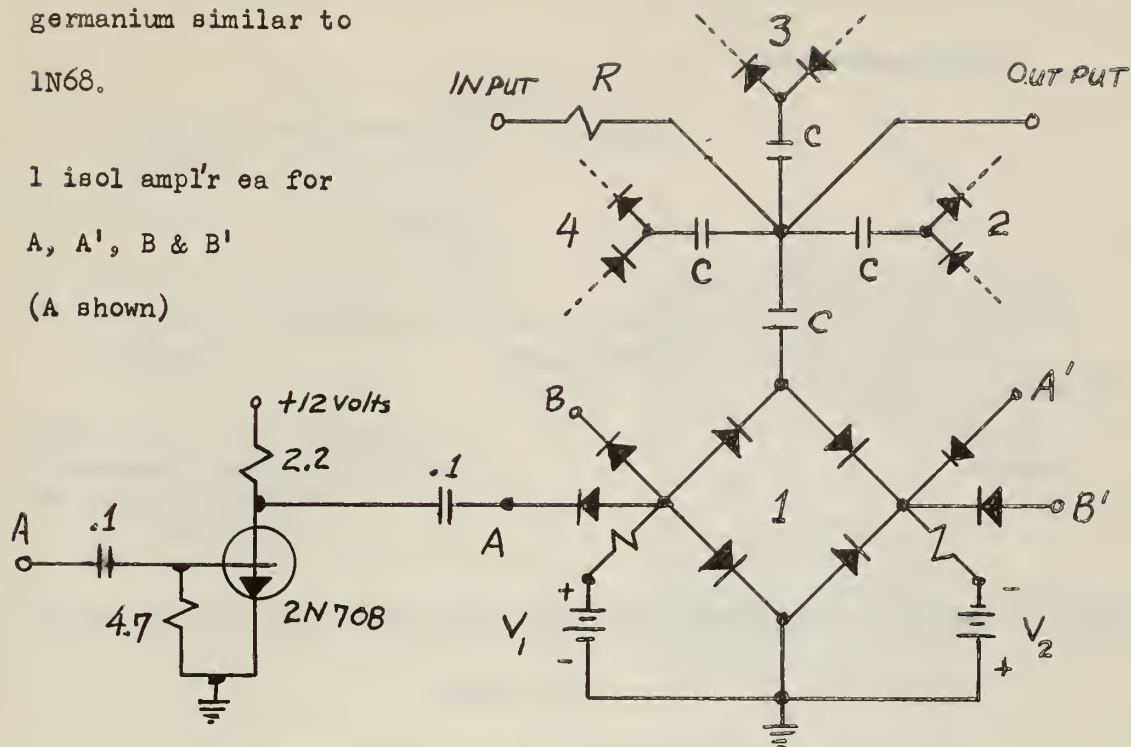 germanium similar to
1N68.
1 isol ampl'r ea for
A, A', B & B'
(A shown)
3
INPUT R OUTPUT
C
4 2
C C
C
B A'
+12 volts
2.2
.1
1
A .1 A B'
4.7 2N708
+ -
V1 V2
- +